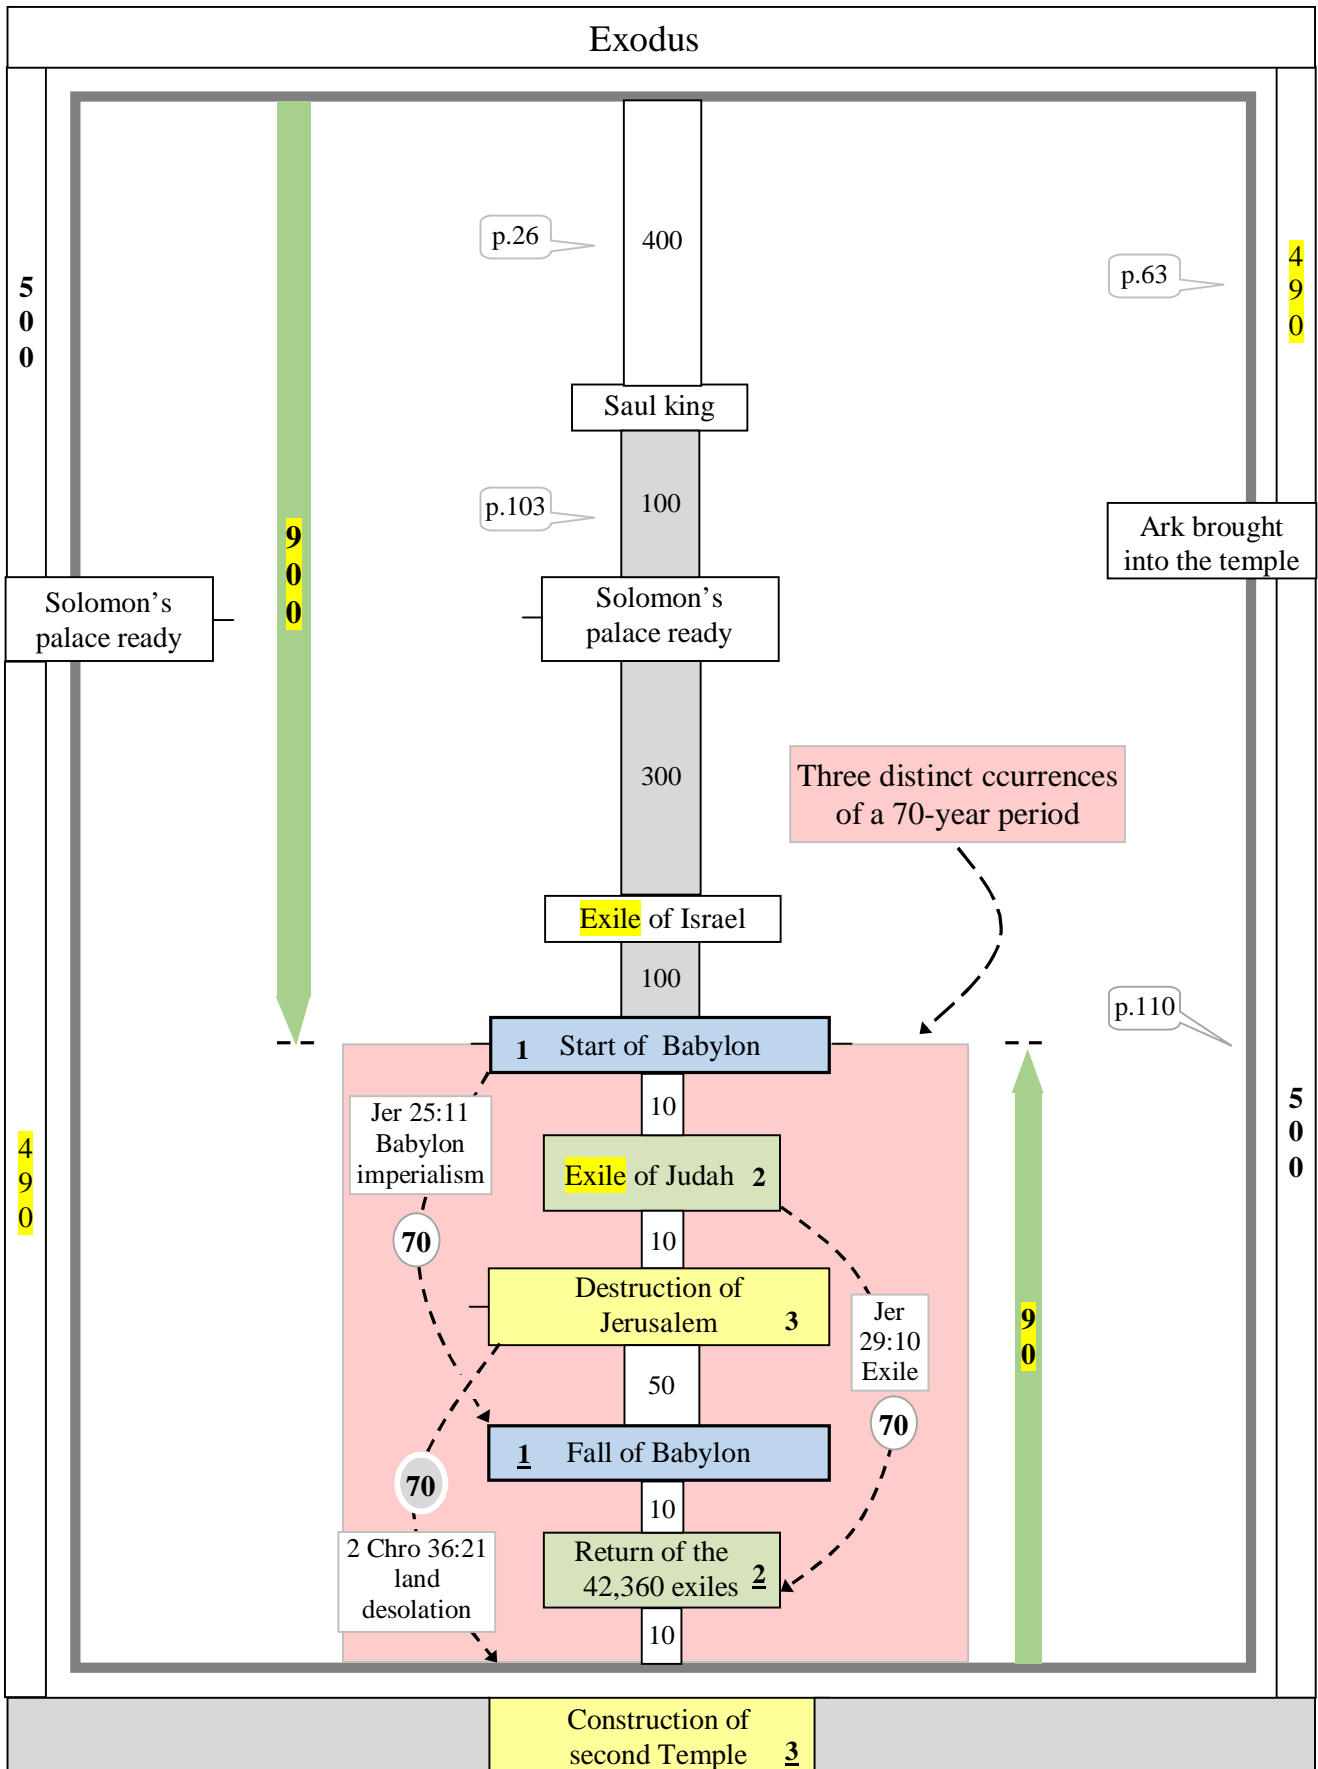 Exodus
p.26
400
5
0
0
4
9
0
p.63
Saul king
p.103
100
9
0
0
Ark brought
into the temple
Solomon’s
palace ready
Solomon’s
palace ready
300
Three distinct ccurrences
of a 70-year period
Exile of Israel
100
p.110
1 Start of Babylon
10
Jer 25:11
Babylon
imperialism
5
0
0
4
9
0
Exile of Judah 2
70
10
Destruction of
Jerusalem 3
Jer
29:10
Exile
9
0
50
70
1 Fall of Babylon
70
10
2 Chro 36:21
land
desolation
Return of the
42,360 exiles 2
10
Construction of
second Temple 3